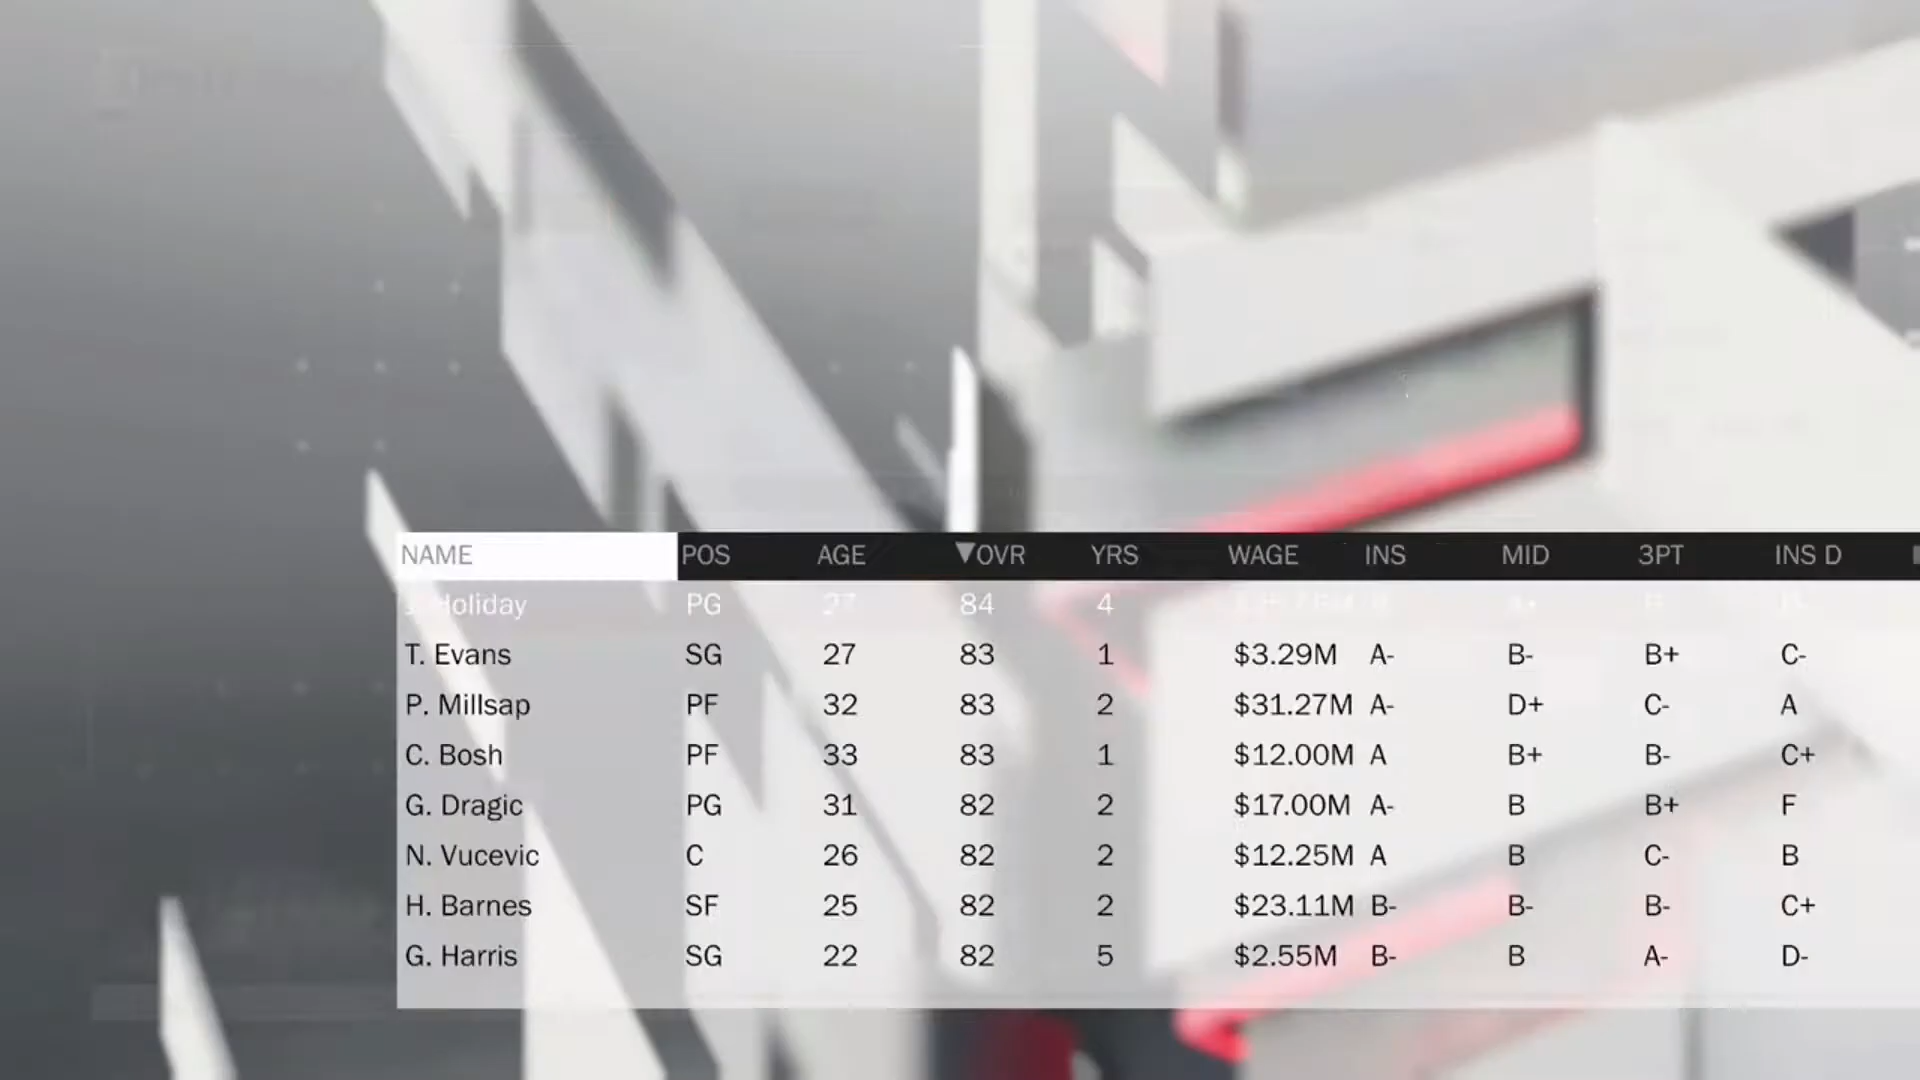 NAME POS AGE ▼OVR YRS WAGE INS MID 3PT INS D
J. Holiday PG 27 84 4
T. Evans SG 27 83 1 $3.29M A- B- B+ C-
P. Millsap PF 32 83 2 $31.27M A- D+ C- A
C. Bosh PF 33 83 1 $12.00M A B+ B- C+
G. Dragic PG 31 82 2 $17.00M A- B B+ F
N. Vucevic C 26 82 2 $12.25M A B C- B
H. Barnes SF 25 82 2 $23.11M B- B- B- C+
G. Harris SG 22 82 5 $2.55M B- B A- D-